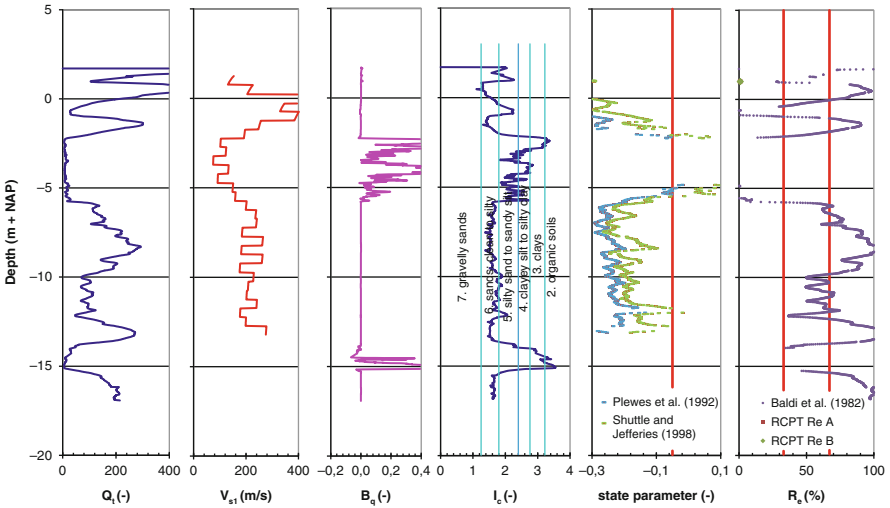 5
0
−5
−10
−15
−20
Depth (m + NAP)
0 200 400
Qt (-)
0 100 200 300 400
Vs1 (m/s)
−0,2 0,0 0,2 0,4
Bq (-)
7. gravelly sands
6. sands: clean to silty
5. silty sand to sandy silt
4. clayey silt to silty clay
3. clays
2. organic soils
0 1 2 3 4
Ic (-)
Plewes et al. (1992)
Shuttle and
Jefferies (1998)
−0,3 −0,1 0,1
state parameter (-)
Baldi et al. (1982)
RCPT Re A
RCPT Re B
0 50 100
Re (%)